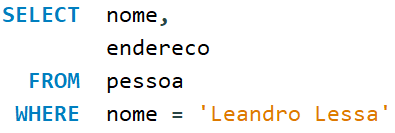 SELECT nome,
endereco
FROM pessoa
WHERE nome = 'Leandro Lessa'